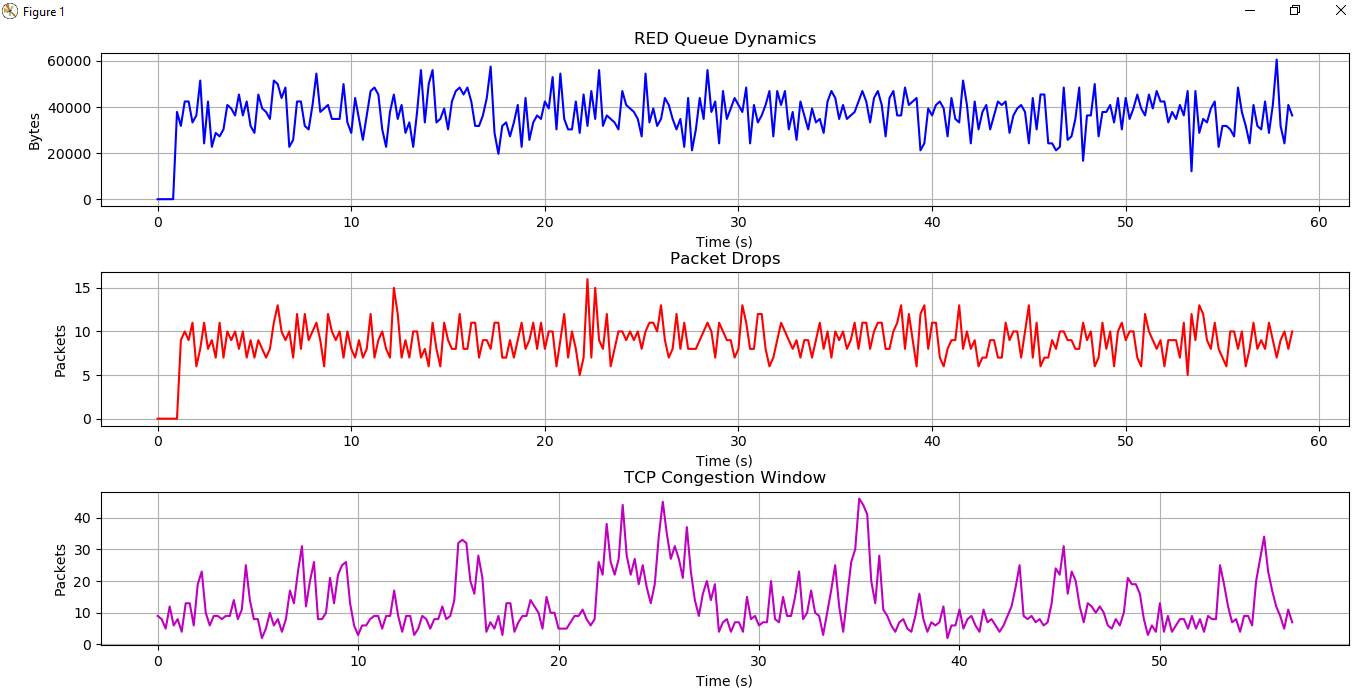 Figure 1
RED Queue Dynamics
60000
40000
20000
0
Bytes
0 10 20 30 40 50 60
Time (s)
Packet Drops
15
10
5
0
Packets
0 10 20 30 40 50 60
Time (s)
TCP Congestion Window
40
30
20
10
0
Packets
0 10 20 30 40 50
Time (s)